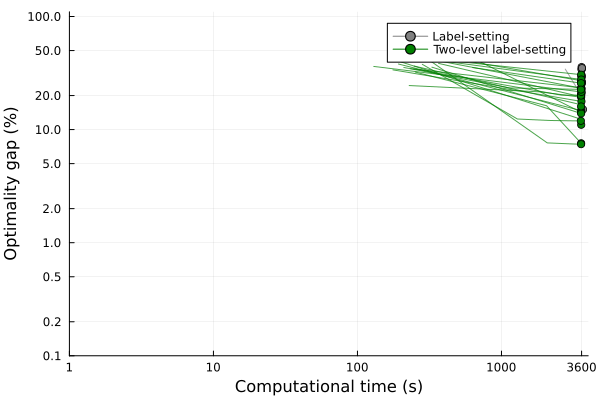 100.0
50.0
20.0
10.0
5.0
2.0
1.0
0.5
0.2
0.1
Optimality gap (%)
Label-setting
Two-level label-setting
1 10 100 1000 3600
Computational time (s)